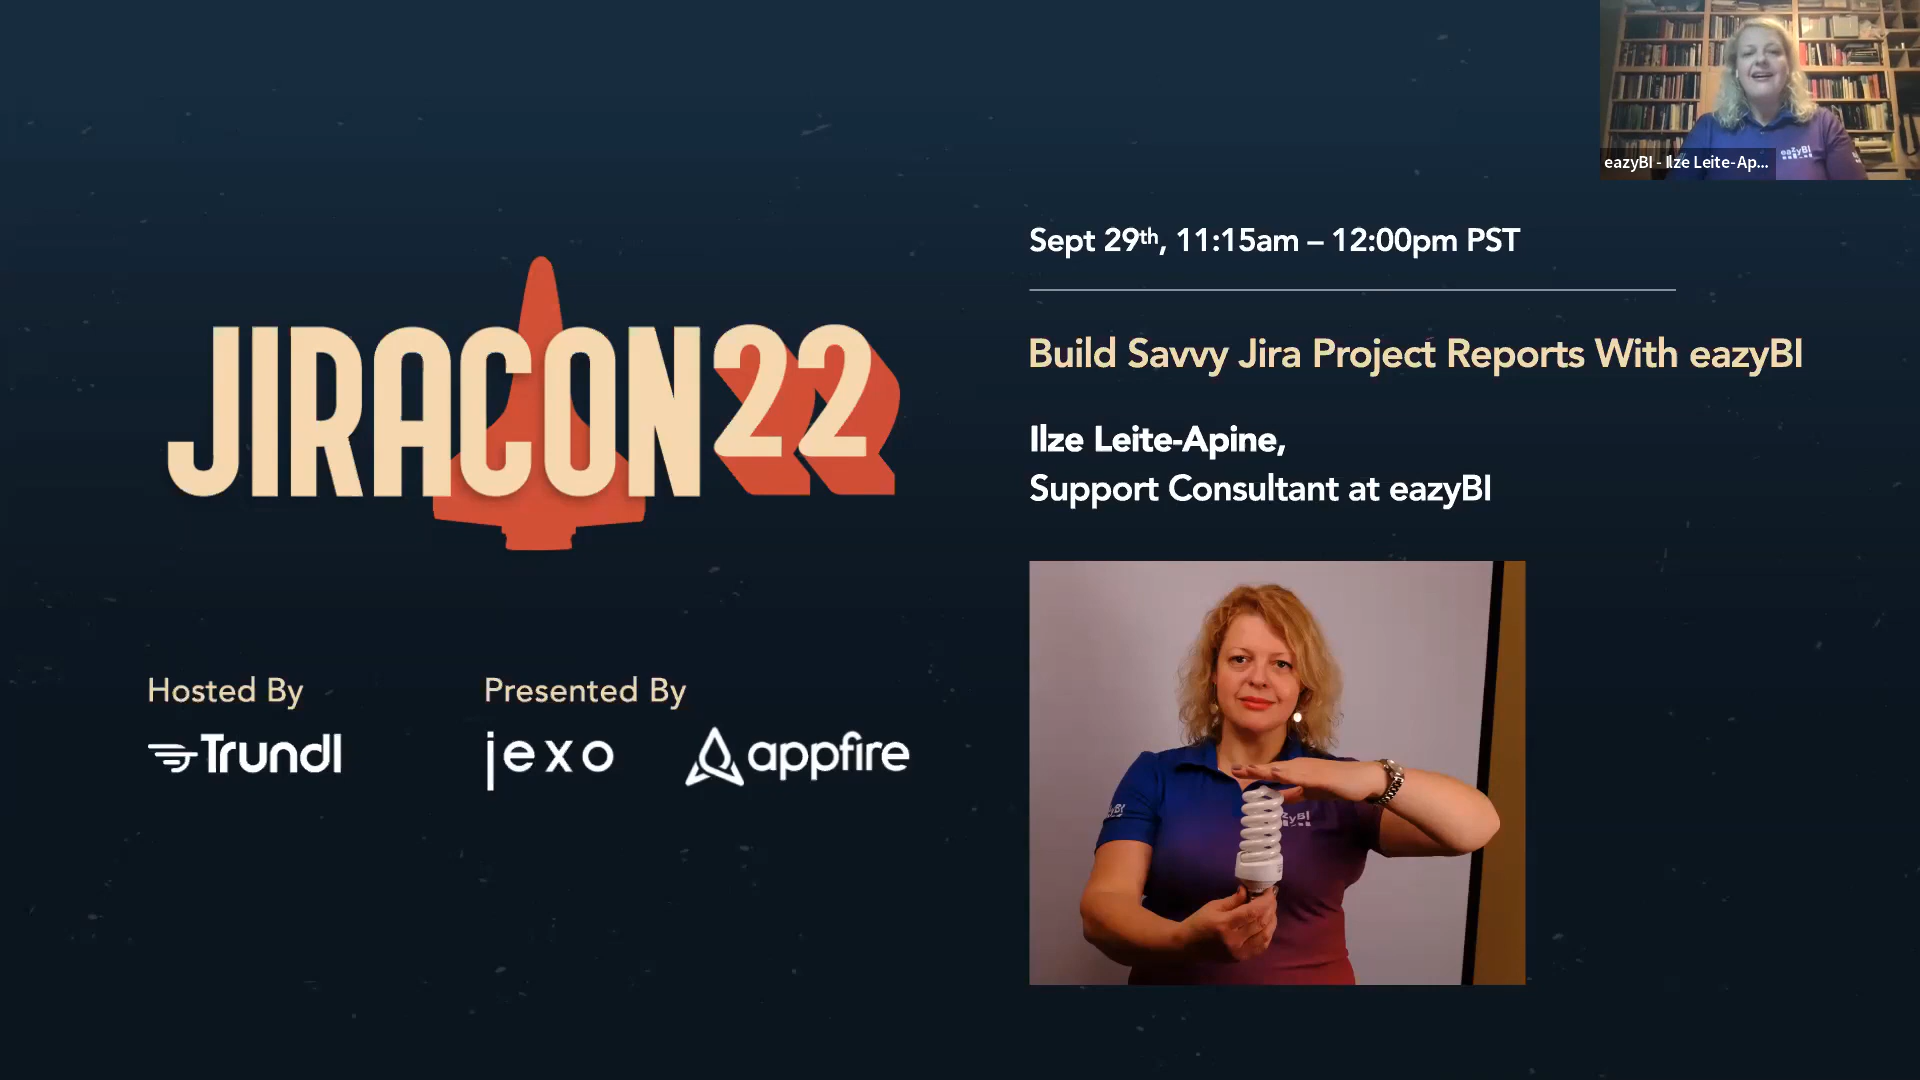 eazyBI - Ilze Leite-Ap...
Sept 29th, 11:15am – 12:00pm PST
JIRACON22
Build Savvy Jira Project Reports With eazyBI
Ilze Leite-Apine,
Support Consultant at eazyBI
Hosted By
Trundl
Presented By
jexo
appfire
eazyBI